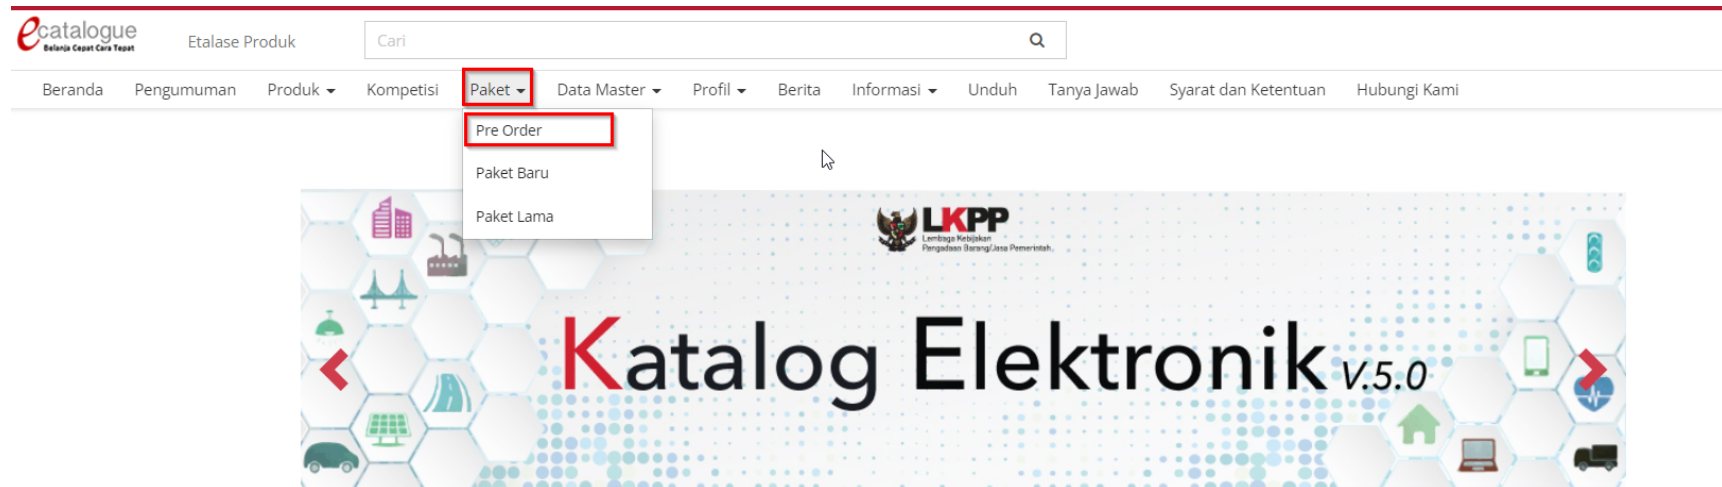 ecatalogue
Belanja Cepat Cara Tepat
Etalase Produk
Cari
Beranda
Pengumuman
Produk
Kompetisi
Paket
Data Master
Profil
Berita
Informasi
Unduh
Tanya Jawab
Syarat dan Ketentuan
Hubungi Kami
Pre Order
Paket Baru
Paket Lama
LKPP
Lembaga Kebijakan
Pengadaan Barang/Jasa Pemerintah.
Katalog Elektronik v.5.0